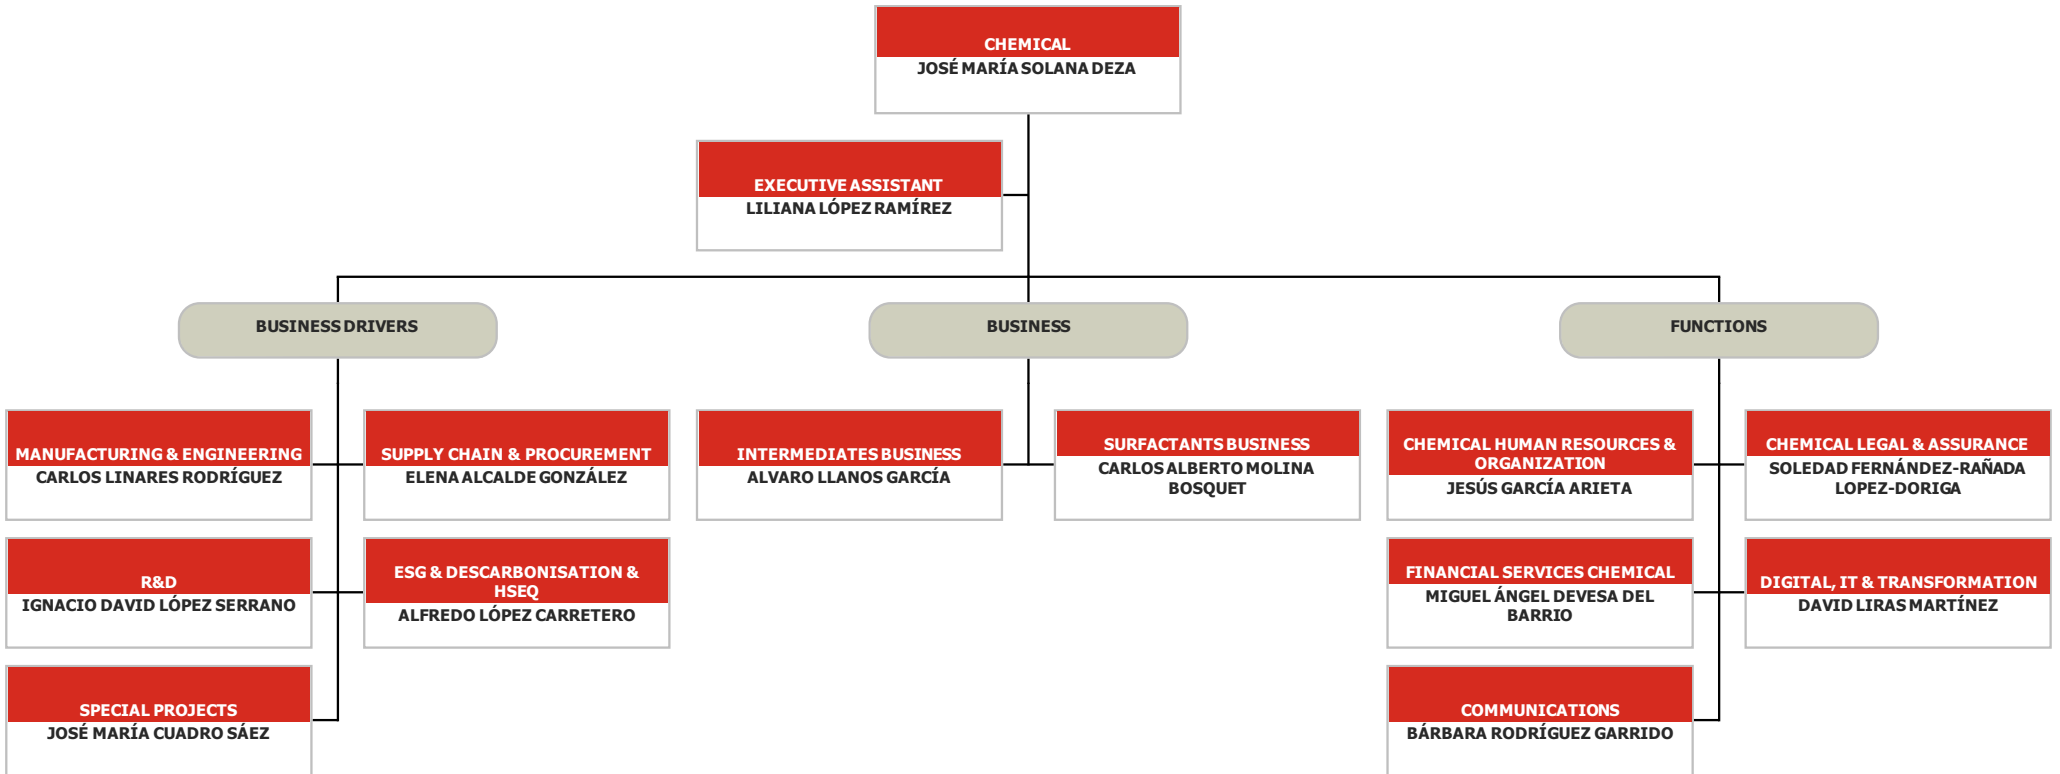 CHEMICAL
JOSÉ MARÍA SOLANA DEZA
EXECUTIVE ASSISTANT
LILIANA LÓPEZ RAMÍREZ
BUSINESS DRIVERS
BUSINESS
FUNCTIONS
MANUFACTURING & ENGINEERING
CARLOS LINARES RODRÍGUEZ
SUPPLY CHAIN & PROCUREMENT
ELENA ALCALDE GONZÁLEZ
INTERMEDIATES BUSINESS
ALVARO LLANOS GARCÍA
SURFACTANTS BUSINESS
CARLOS ALBERTO MOLINA
BOSQUET
CHEMICAL HUMAN RESOURCES &
ORGANIZATION
JESÚS GARCÍA ARIETA
CHEMICAL LEGAL & ASSURANCE
SOLEDAD FERNÁNDEZ-RAÑADA
LOPEZ-DORIGA
R&D
IGNACIO DAVID LÓPEZ SERRANO
ESG & DESCARBONISATION &
HSEQ
ALFREDO LÓPEZ CARRETERO
FINANCIAL SERVICES CHEMICAL
MIGUEL ÁNGEL DEVESA DEL
BARRIO
DIGITAL, IT & TRANSFORMATION
DAVID LIRAS MARTÍNEZ
SPECIAL PROJECTS
JOSÉ MARÍA CUADRO SÁEZ
COMMUNICATIONS
BÁRBARA RODRÍGUEZ GARRIDO